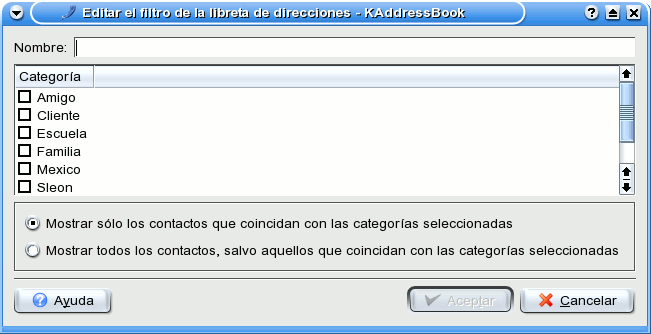 Editar el filtro de la libreta de direcciones - KAddressBook
Nombre:
Categoría
Amigo
Cliente
Escuela
Familia
Mexico
Sleon
Mostrar sólo los contactos que coincidan con las categorías seleccionadas
Mostrar todos los contactos, salvo aquellos que coincidan con las categorías seleccionadas
Ayuda Aceptar Cancelar